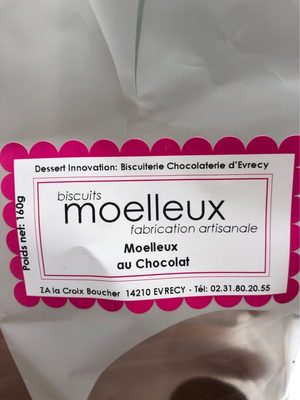 Dessert Innovation: Biscuiterie Chocolaterie d'Evrecy
biscuits
moelleux
fabrication artisanale
Moelleux
au Chocolat
Poids net: 160g
ZA la Croix Boucher 14210 EVRECY - Tél: 02.31.80.20.55